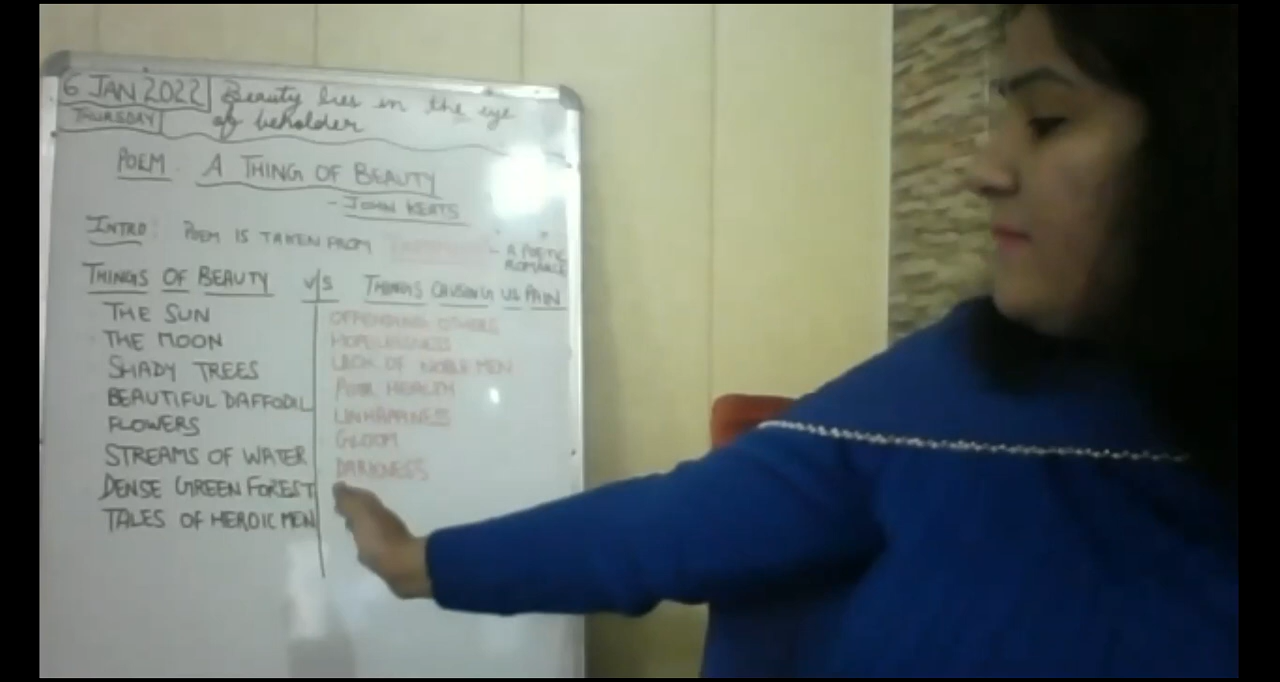 6 JAN 2022 Beauty lies in the eye
THURSDAY of beholder
POEM: A THING OF BEAUTY
- JOHN KEATS
INTRO: POEM IS TAKEN FROM - A POETIC
ROMANCE
THINGS OF BEAUTY v/s THINGS CAUSING US PAIN
THE SUN
OFFENDING OTHERS
THE MOON
HOPELESSNESS
SHADY TREES
LACK OF NOBLE MEN
BEAUTIFUL DAFFODIL
POOR HEALTH
FLOWERS
UNHAPPINESS
GLOOM
STREAMS OF WATER
DARKNESS
DENSE GREEN FOREST
TALES OF HEROIC MEN